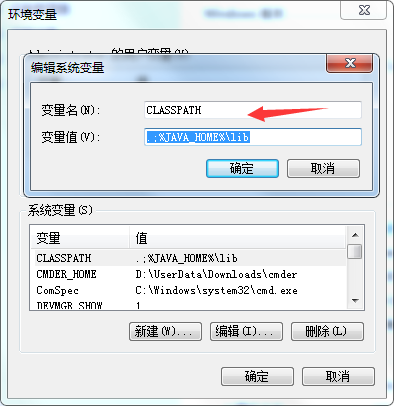 环境变量
编辑系统变量
变量名(N):
CLASSPATH
变量值(V):
.;%JAVA_HOME%\lib
确定
取消
系统变量(S)
变量 值
CLASSPATH .;%JAVA_HOME%\lib
CMDER_HOME D:\UserData\Downloads\cmder
ComSpec C:\Windows\system32\cmd.exe
DEVMGR_SHOW 1
新建(W)... 编辑(I)... 删除(L)
确定 取消